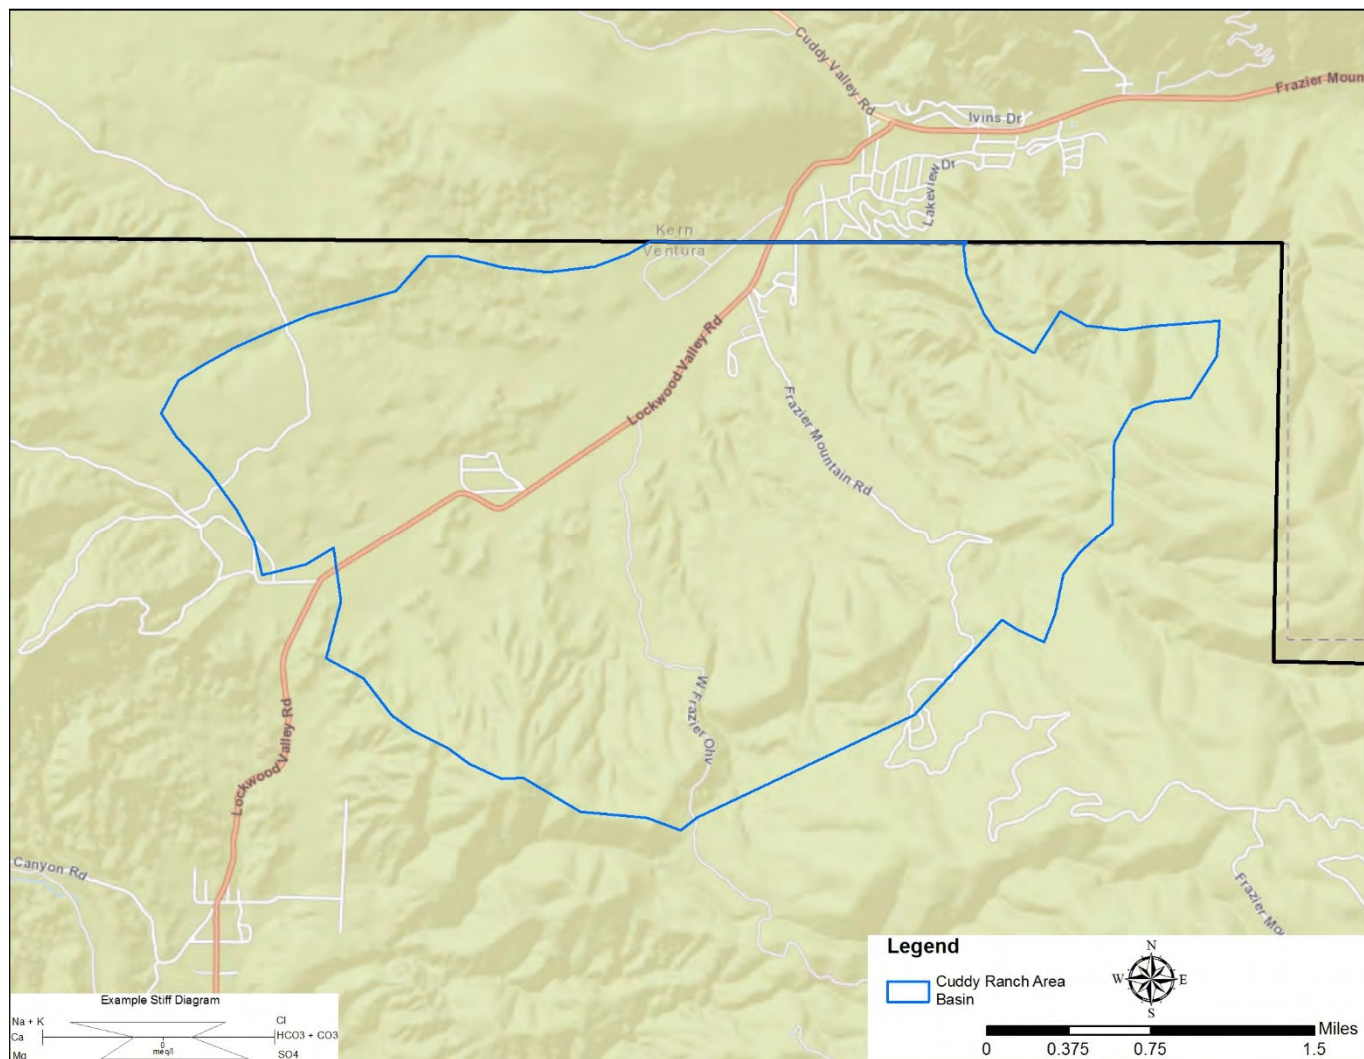 Cuddy Valley Rd
Frazier Moun
Ivins Dr
Lakeview Dr
Kern
Ventura
Lockwood Valley Rd
Frazier Mountain Rd
W Frazier Ohv
Lockwood Valley Rd
Canyon Rd
Frazier Mou
Legend
Cuddy Ranch Area
Basin
N
W E
S
Miles
0 0.375 0.75 1.5
Example Stiff Diagram
Na + K Cl
Ca HCO3 + CO3
0
meq/l
Mg SO4